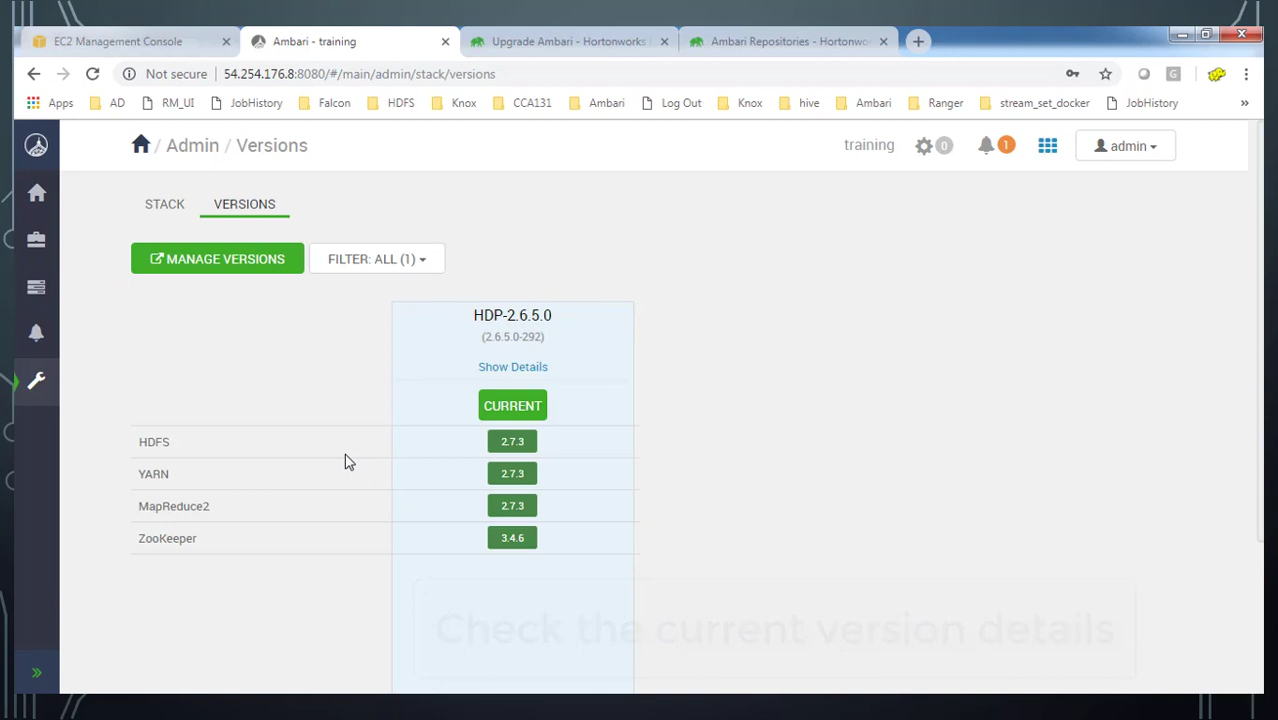 EC2 Management Console
Ambari - training
Upgrade Ambari - Hortonworks
Ambari Repositories - Hortonwo
Not secure
54.254.176.8:8080/#/main/admin/stack/versions
Apps
AD
RM_UI
JobHistory
Falcon
HDFS
Knox
CCA131
Ambari
Log Out
Knox
hive
Ambari
Ranger
stream_set_docker
JobHistory
»
/ Admin / Versions
training
0
1
admin
STACK
VERSIONS
MANAGE VERSIONS
FILTER: ALL (1)
HDP-2.6.5.0
(2.6.5.0-292)
Show Details
CURRENT
HDFS 2.7.3
YARN 2.7.3
MapReduce2 2.7.3
ZooKeeper 3.4.6
Check the current version details